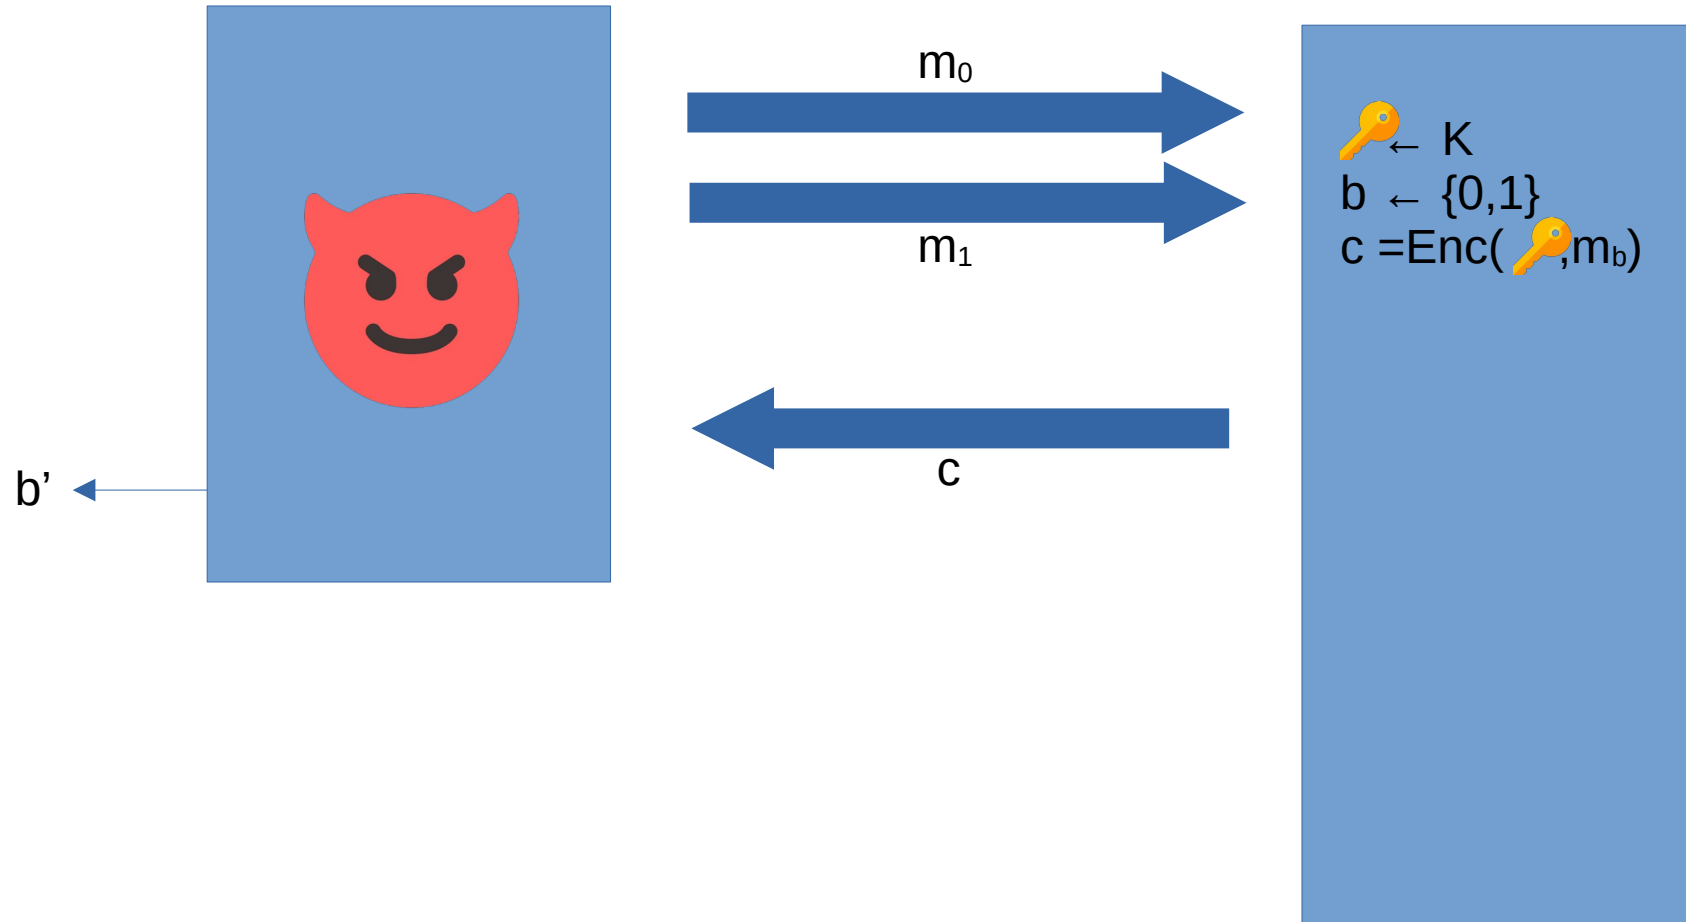 m₀
m₁
🔑← K
b ← {0,1}
c =Enc( 🔑,m_b)
c
b’